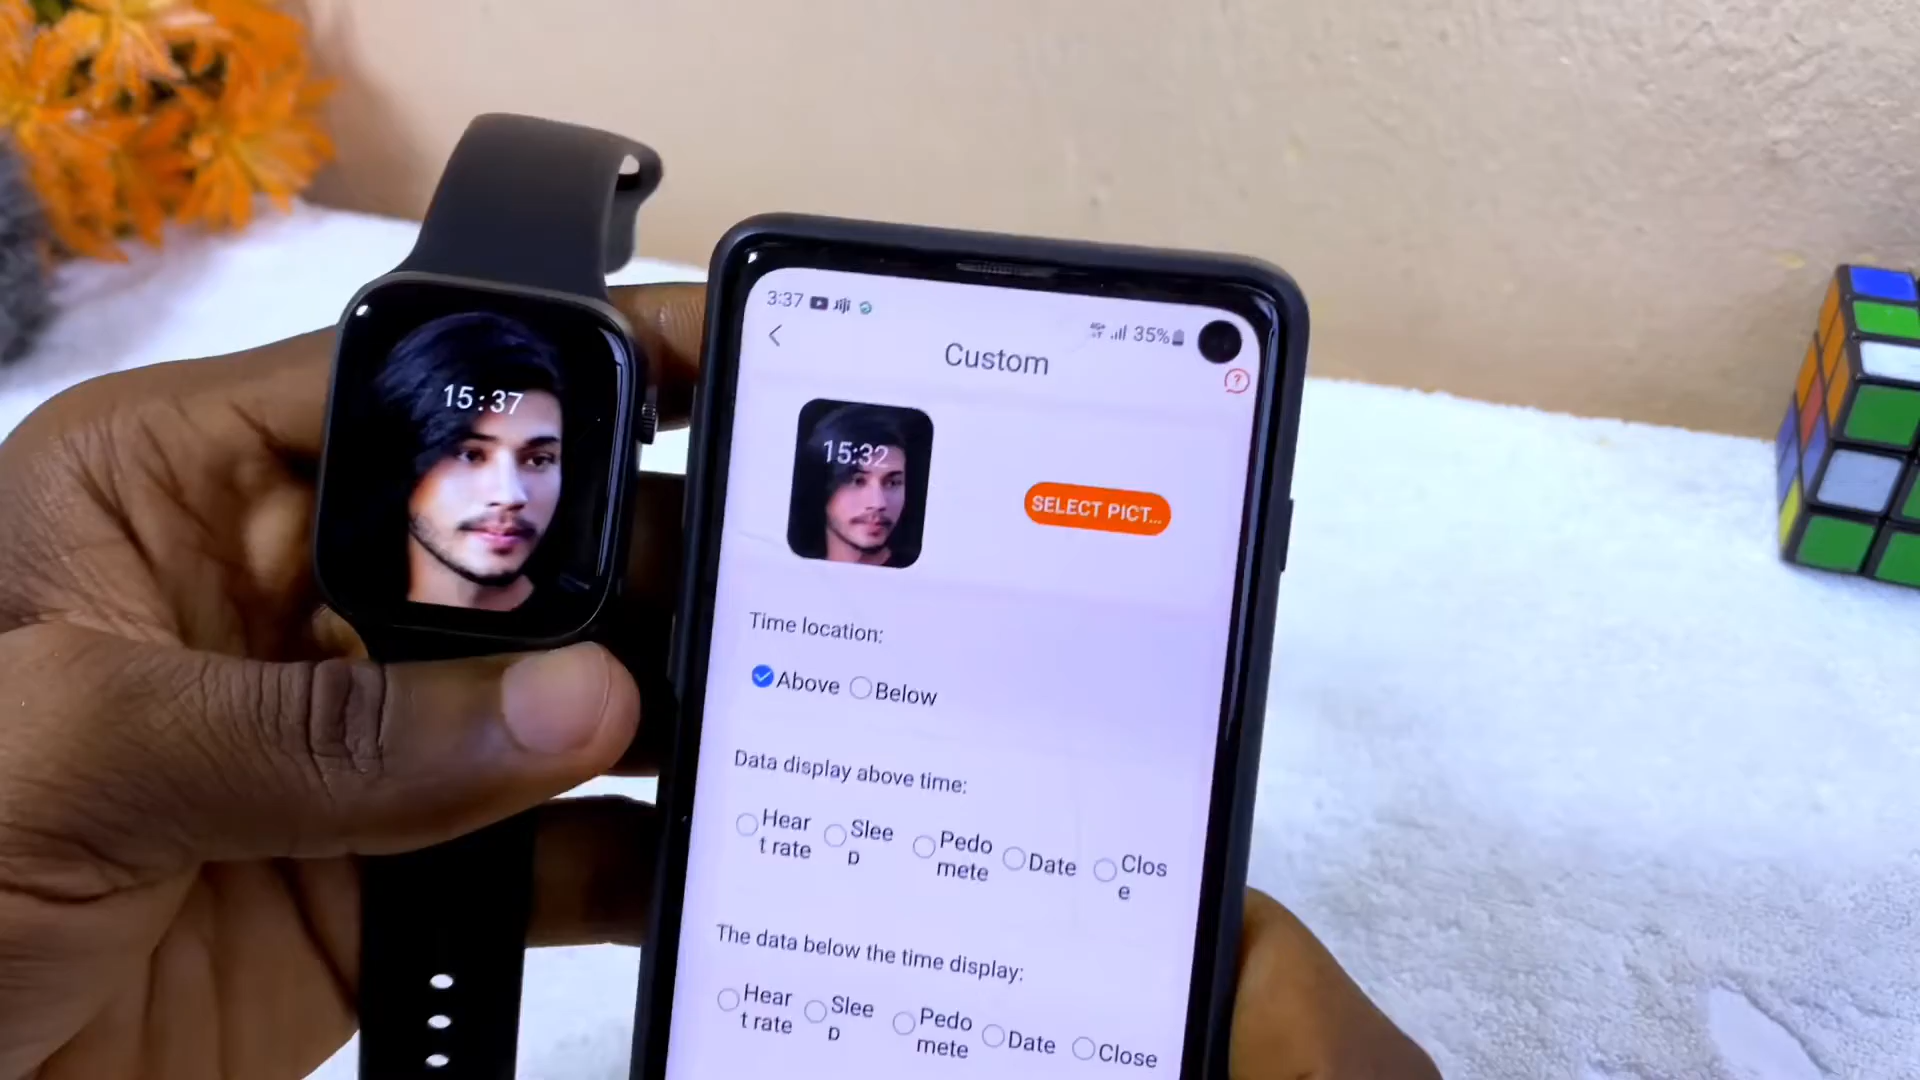 15:37
3:37 Jiji
35%
Custom
15:32
SELECT PICT...
Time location:
Above Below
Data display above time:
Hear
t rate
Slee
p
Pedo
mete
Date
Clos
e
The data below the time display:
Hear
t rate
Slee
p
Pedo
mete
Date
Close